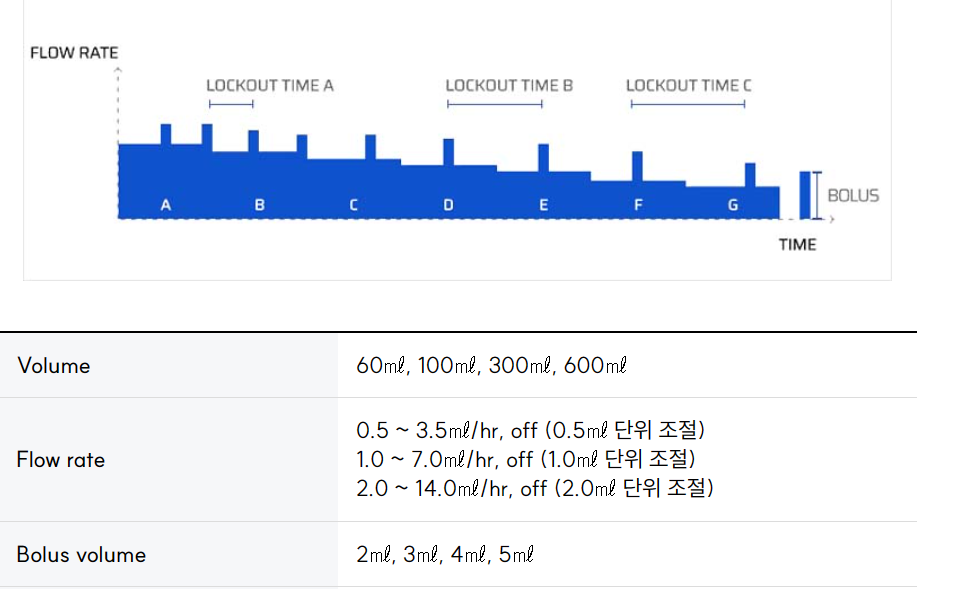 FLOW RATE
LOCKOUT TIME A
LOCKOUT TIME B
LOCKOUT TIME C
A
B
C
D
E
F
G
BOLUS
TIME
Volume
60㎖, 100㎖, 300㎖, 600㎖
Flow rate
0.5 ~ 3.5㎖/hr, off (0.5㎖ 단위 조절)
1.0 ~ 7.0㎖/hr, off (1.0㎖ 단위 조절)
2.0 ~ 14.0㎖/hr, off (2.0㎖ 단위 조절)
Bolus volume
2㎖, 3㎖, 4㎖, 5㎖